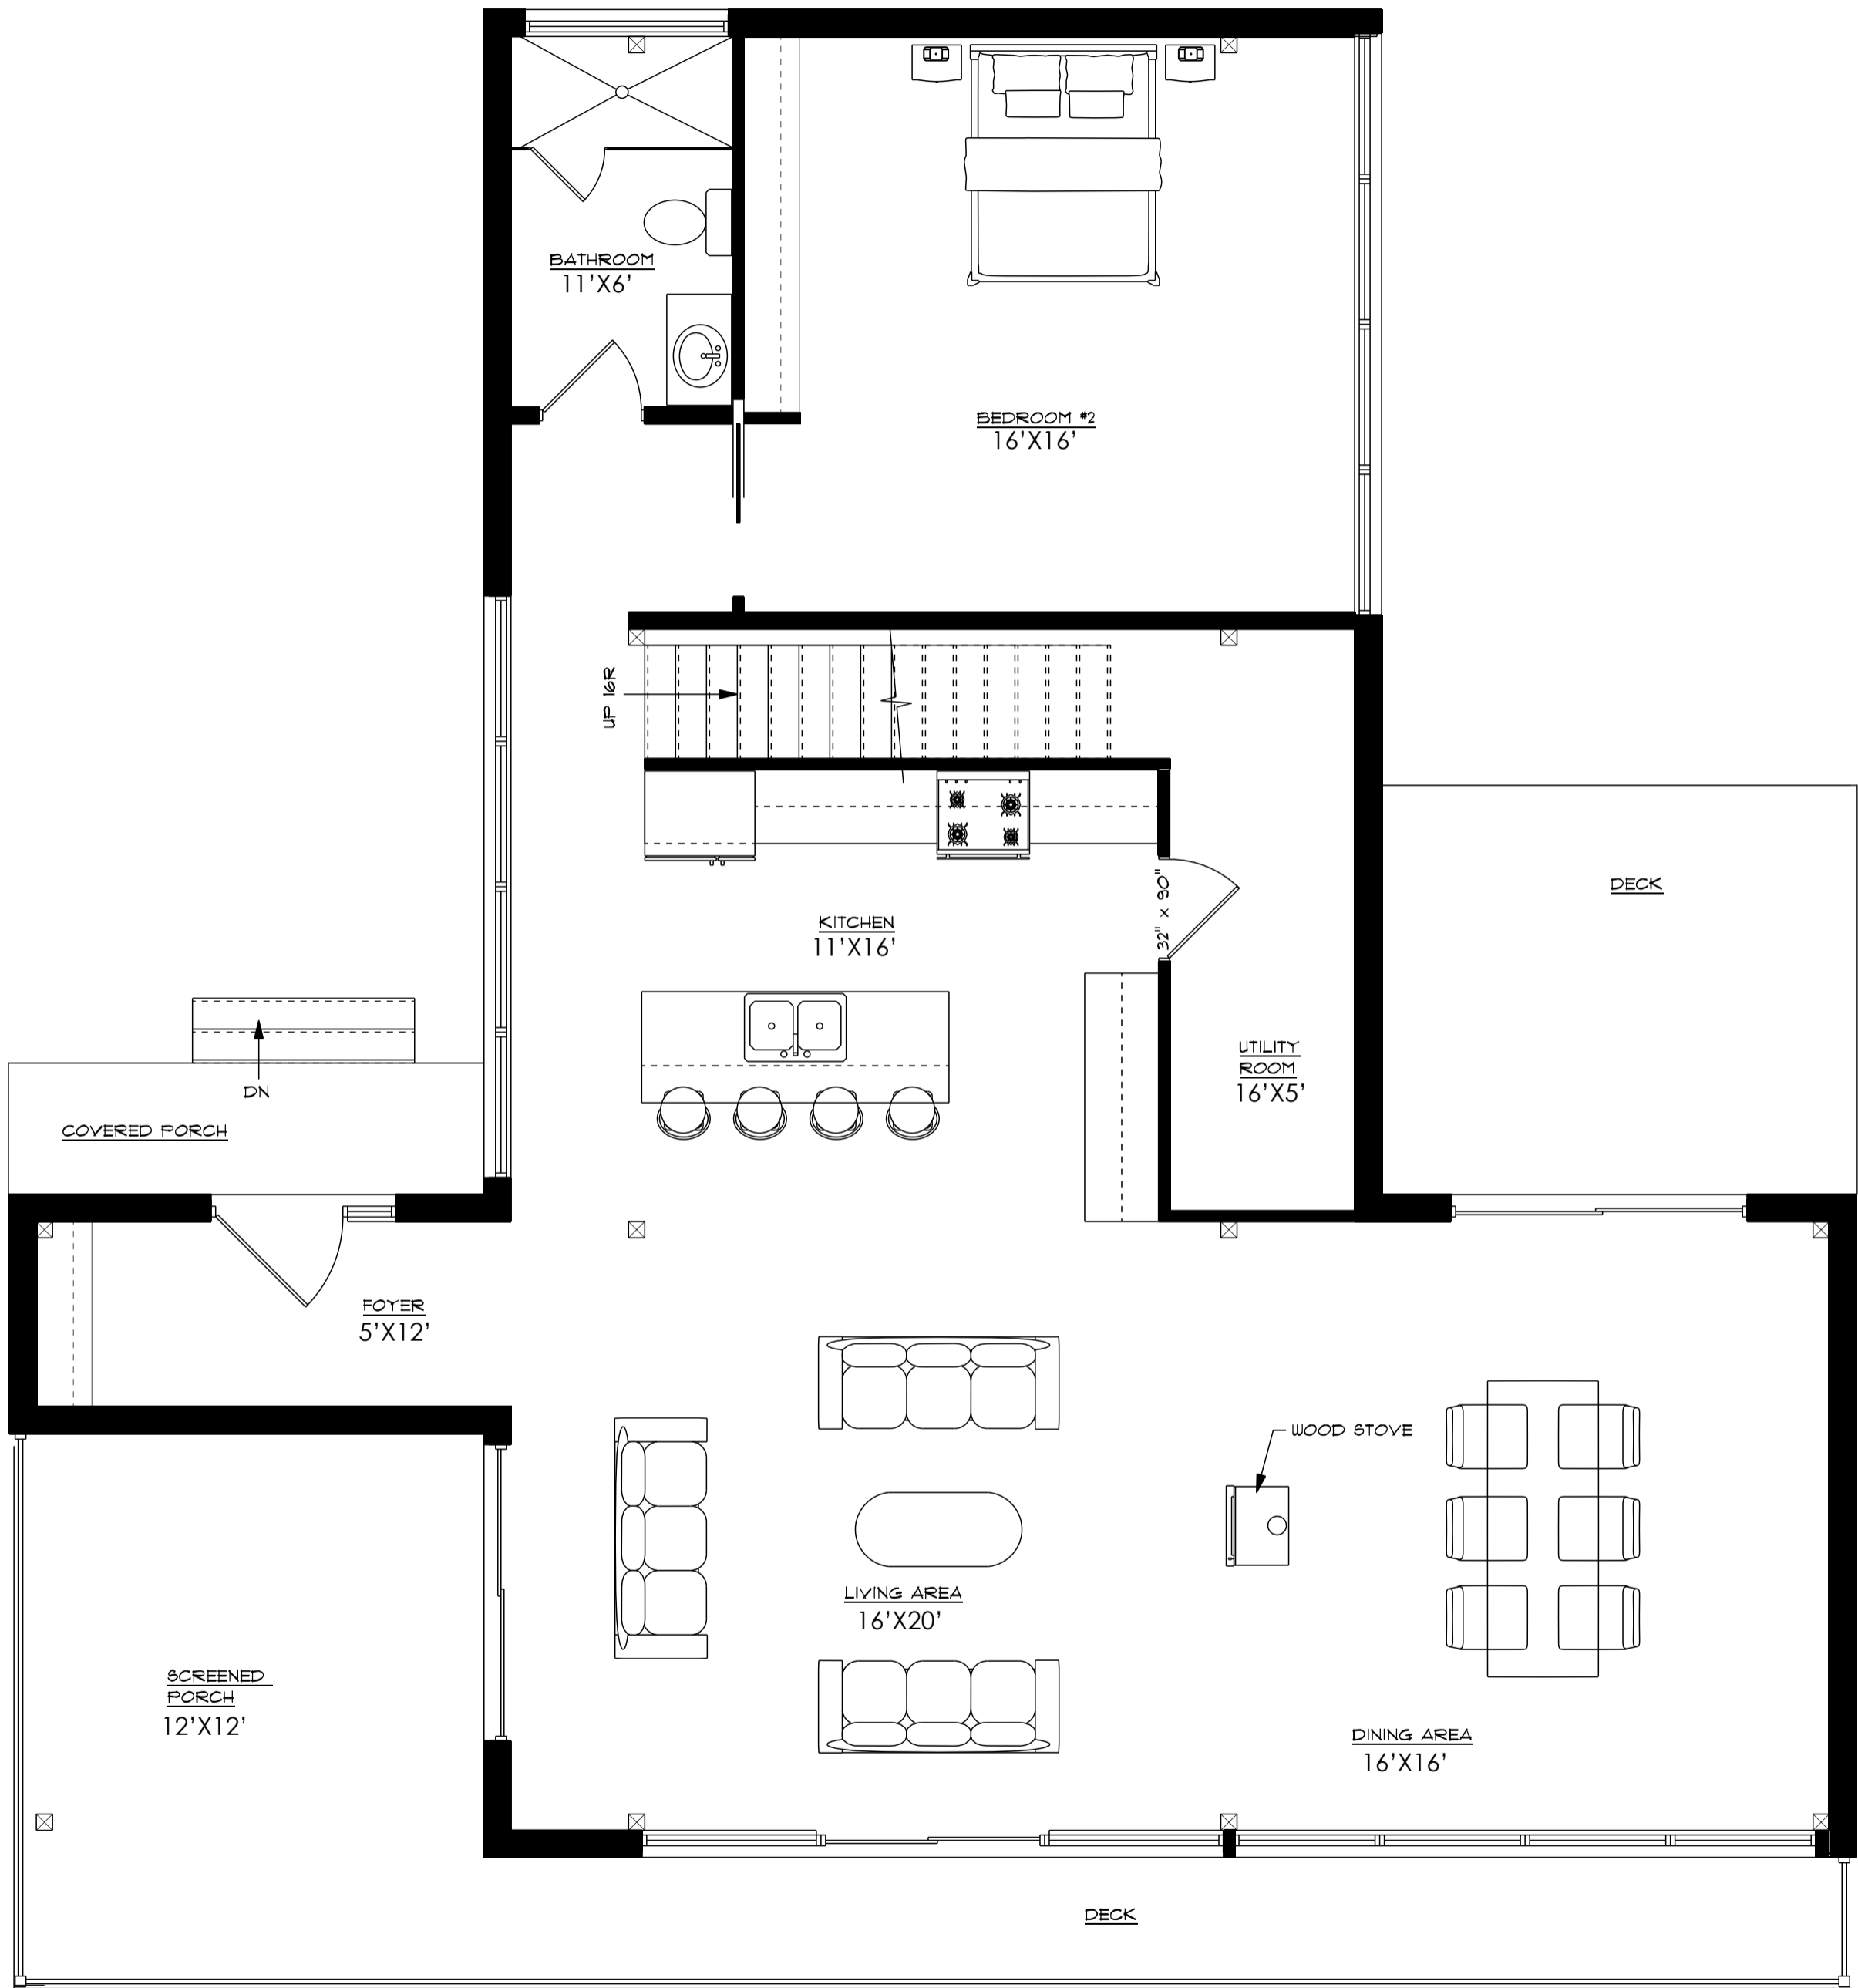 BATHROOM
11'X6'
BEDROOM #2
16'X16'
UP 16R
32" x 90"
KITCHEN
11'X16'
DECK
UTILITY
ROOM
16'X5'
DN
COVERED PORCH
FOYER
5'X12'
WOOD STOVE
LIVING AREA
16'X20'
SCREENED
PORCH
12'X12'
DINING AREA
16'X16'
DECK